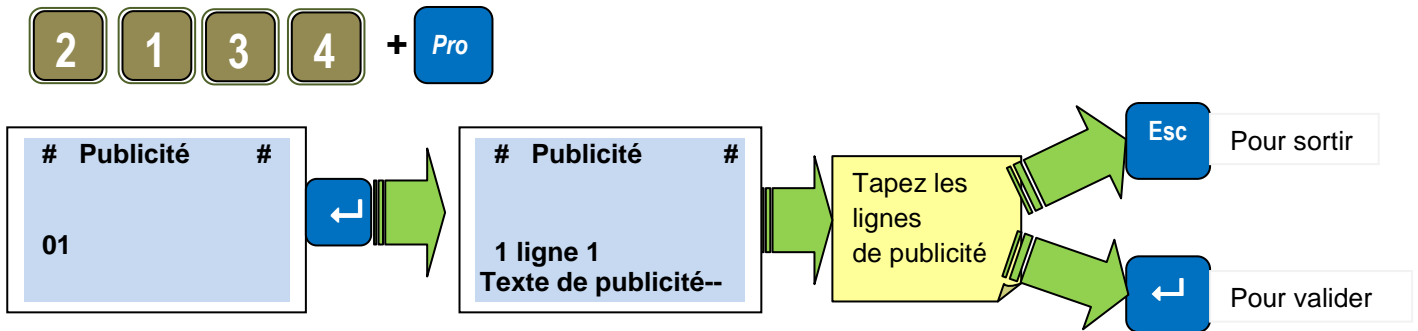 2 1 3 4 + Pro
# Publicité #
01
↵
# Publicité #
1 ligne 1
Texte de publicité--
Tapez les
lignes
de publicité
Esc
Pour sortir
↵
Pour valider